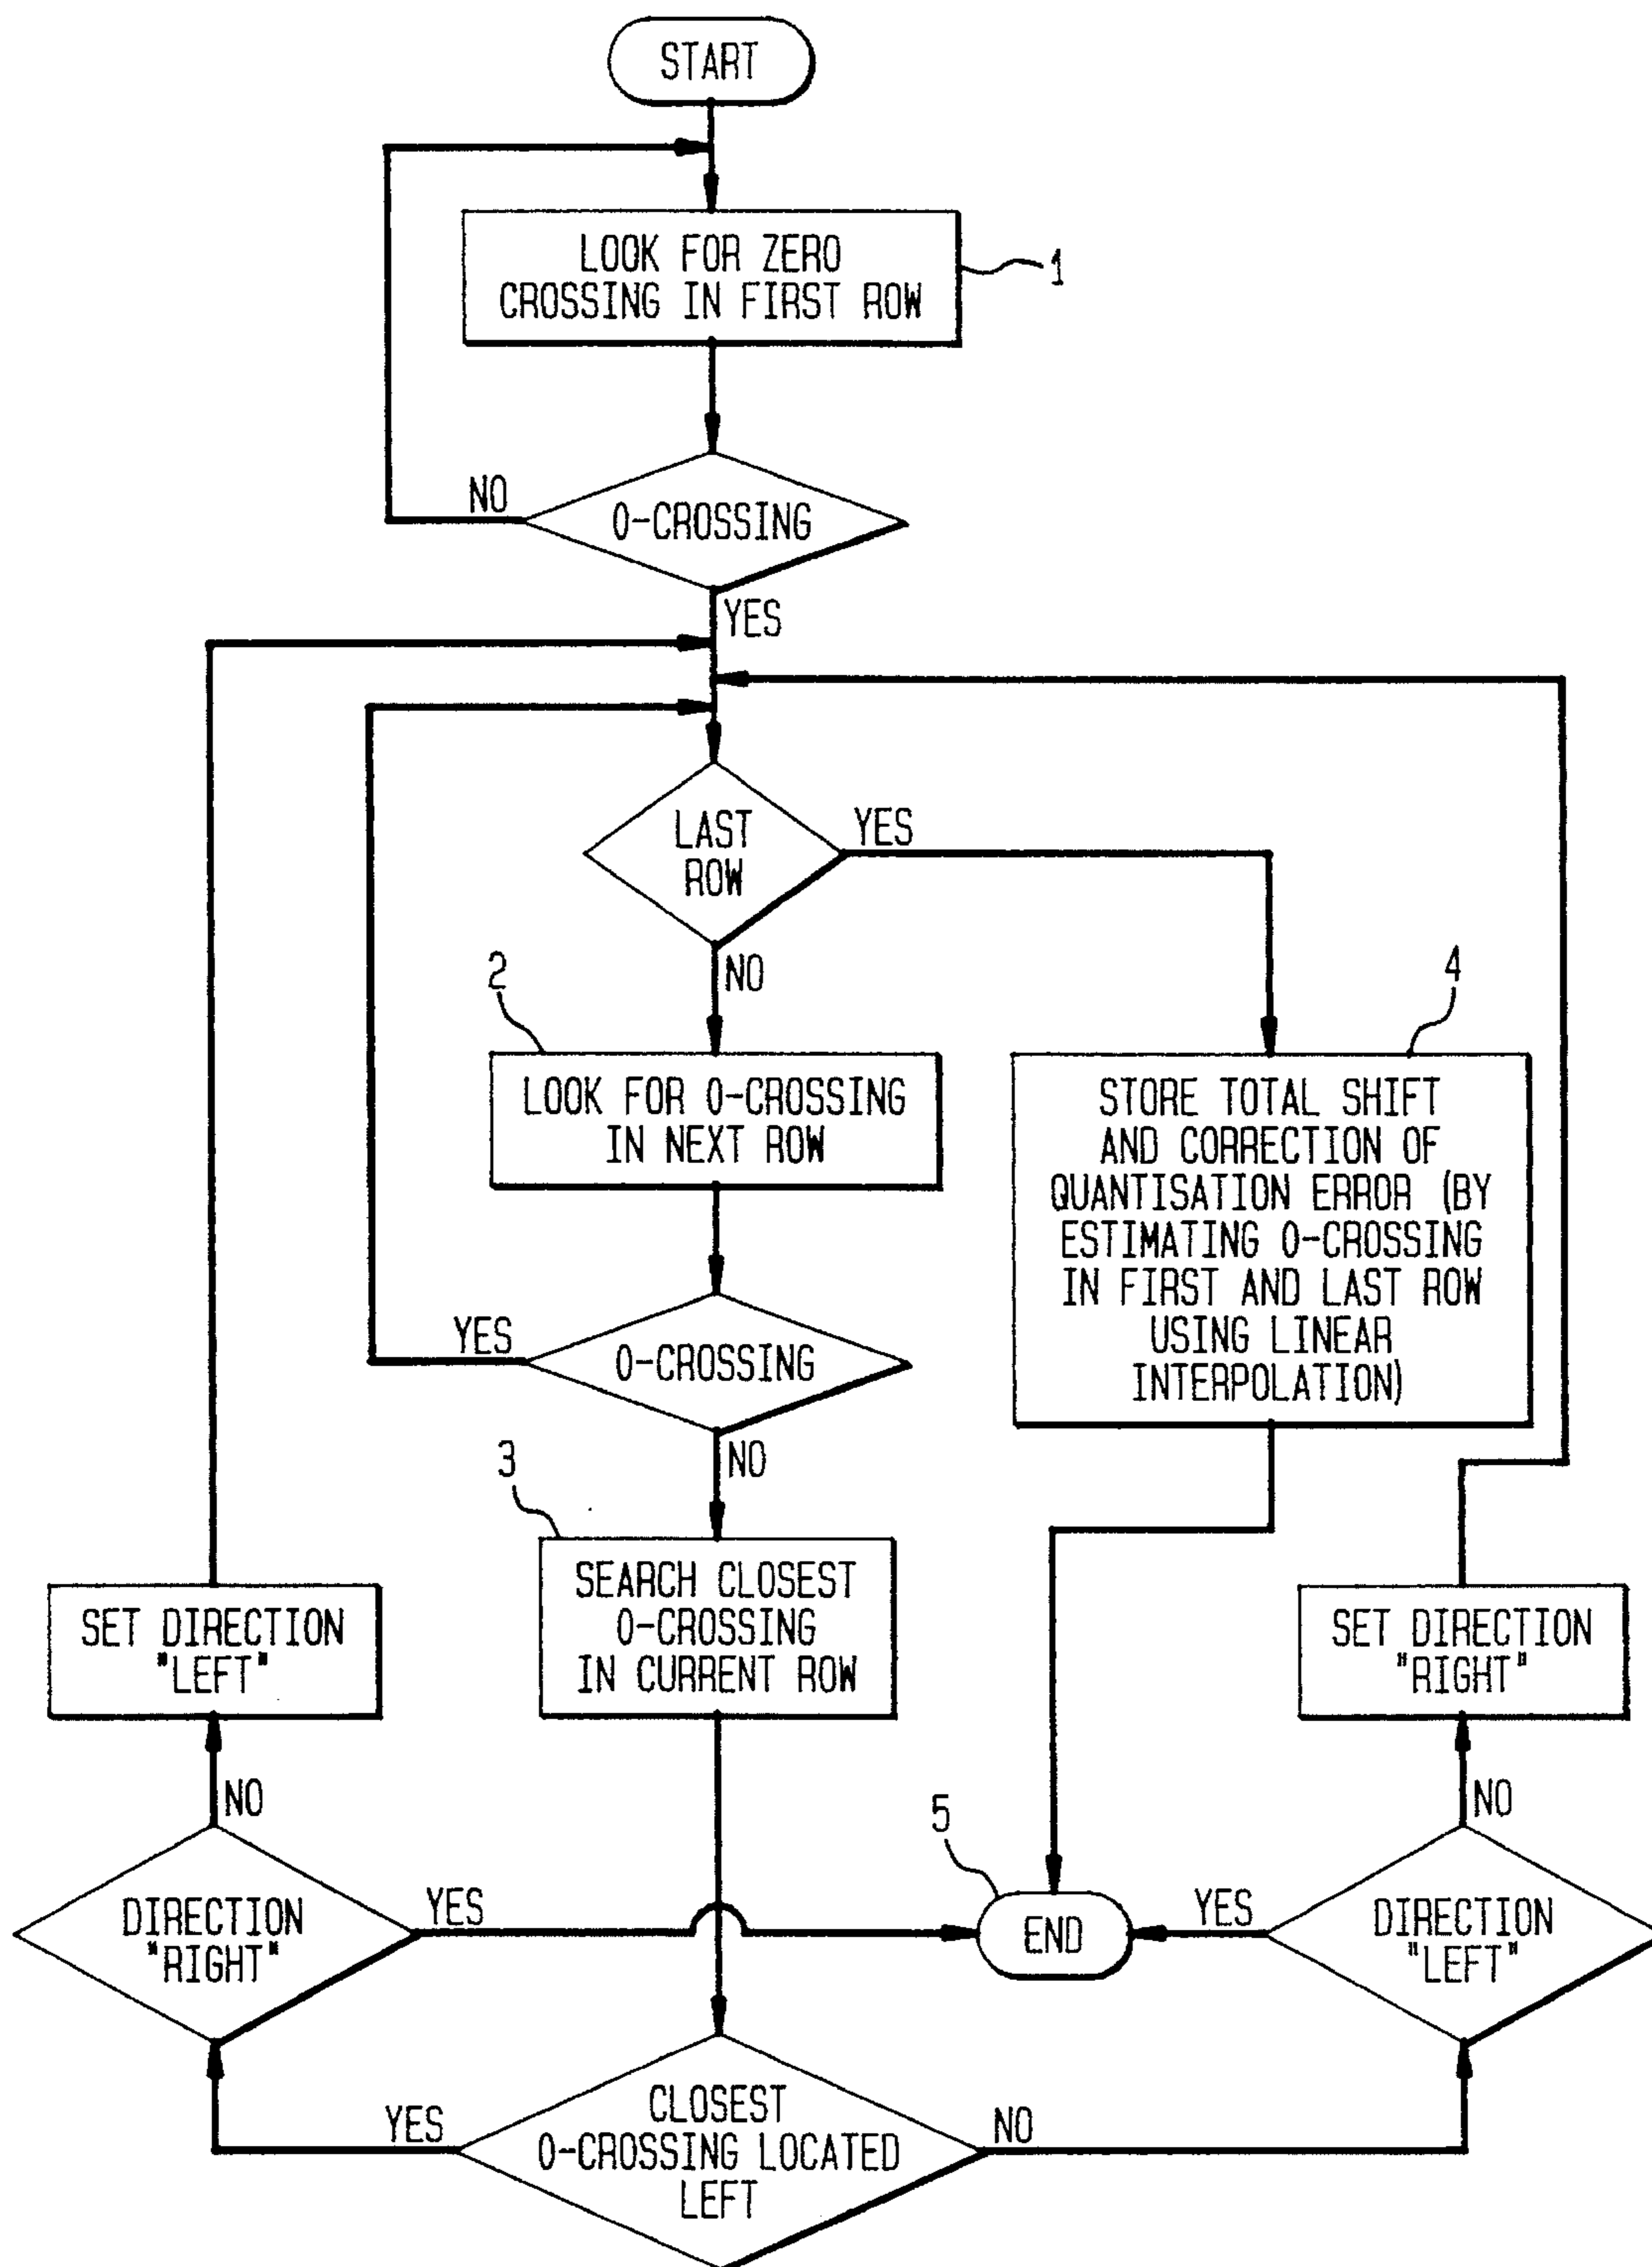 START
LOOK FOR ZERO
CROSSING IN FIRST ROW
1
NO
0-CROSSING
YES
LAST
ROW
YES
NO
2
LOOK FOR 0-CROSSING
IN NEXT ROW
4
STORE TOTAL SHIFT
AND CORRECTION OF
QUANTISATION ERROR (BY
ESTIMATING 0-CROSSING
IN FIRST AND LAST ROW
USING LINEAR
INTERPOLATION)
YES
0-CROSSING
NO
3
SEARCH CLOSEST
0-CROSSING
IN CURRENT ROW
SET DIRECTION
"LEFT"
SET DIRECTION
"RIGHT"
NO
NO
5
DIRECTION
"RIGHT"
YES
END
YES
DIRECTION
"LEFT"
YES
CLOSEST
0-CROSSING LOCATED
LEFT
NO